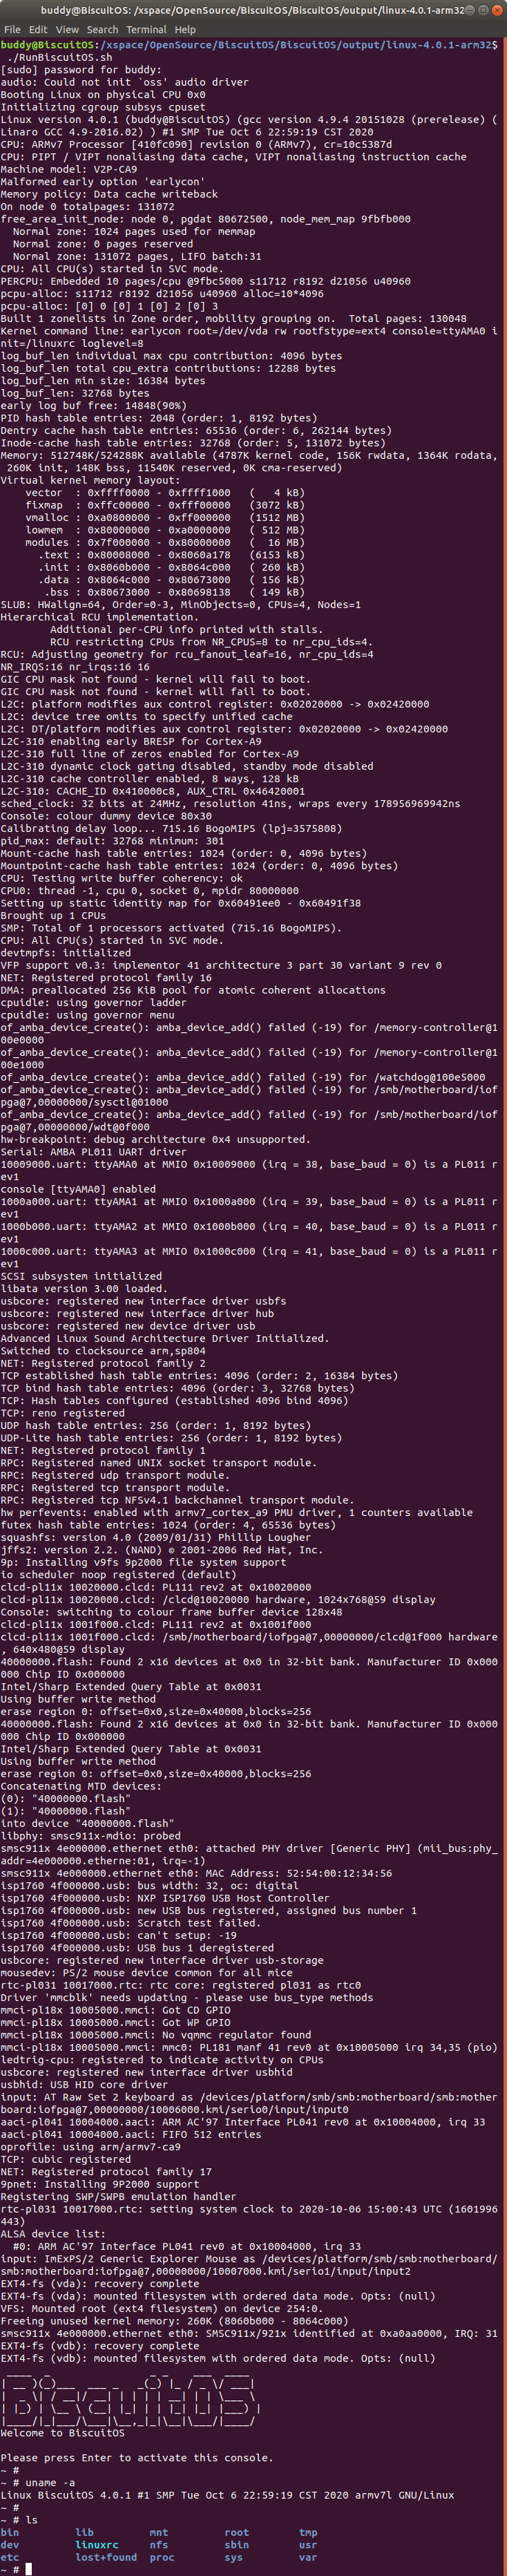 buddy@BiscuitOS: /xspace/OpenSource/BiscuitOS/BiscuitOS/output/linux-4.0.1-arm32
File Edit View Search Terminal Help
buddy@BiscuitOS:/xspace/OpenSource/BiscuitOS/BiscuitOS/output/linux-4.0.1-arm32$
 ./RunBiscuitOS.sh
[sudo] password for buddy:
audio: Could not init `oss' audio driver
Booting Linux on physical CPU 0x0
Initializing cgroup subsys cpuset
Linux version 4.0.1 (buddy@BiscuitOS) (gcc version 4.9.4 20151028 (prerelease) (
Linaro GCC 4.9-2016.02) ) #1 SMP Tue Oct 6 22:59:19 CST 2020
CPU: ARMv7 Processor [410fc090] revision 0 (ARMv7), cr=10c5387d
CPU: PIPT / VIPT nonaliasing data cache, VIPT nonaliasing instruction cache
Machine model: V2P-CA9
Malformed early option 'earlycon'
Memory policy: Data cache writeback
On node 0 totalpages: 131072
free_area_init_node: node 0, pgdat 80672500, node_mem_map 9fbfb000
  Normal zone: 1024 pages used for memmap
  Normal zone: 0 pages reserved
  Normal zone: 131072 pages, LIFO batch:31
CPU: All CPU(s) started in SVC mode.
PERCPU: Embedded 10 pages/cpu @9fbc5000 s11712 r8192 d21056 u40960
pcpu-alloc: s11712 r8192 d21056 u40960 alloc=10*4096
pcpu-alloc: [0] 0 [0] 1 [0] 2 [0] 3
Built 1 zonelists in Zone order, mobility grouping on.  Total pages: 130048
Kernel command line: earlycon root=/dev/vda rw rootfstype=ext4 console=ttyAMA0 i
nit=/linuxrc loglevel=8
log_buf_len individual max cpu contribution: 4096 bytes
log_buf_len total cpu_extra contributions: 12288 bytes
log_buf_len min size: 16384 bytes
log_buf_len: 32768 bytes
early log buf free: 14848(90%)
PID hash table entries: 2048 (order: 1, 8192 bytes)
Dentry cache hash table entries: 65536 (order: 6, 262144 bytes)
Inode-cache hash table entries: 32768 (order: 5, 131072 bytes)
Memory: 512748K/524288K available (4787K kernel code, 156K rwdata, 1364K rodata,
 260K init, 148K bss, 11540K reserved, 0K cma-reserved)
Virtual kernel memory layout:
    vector  : 0xffff0000 - 0xffff1000   (   4 kB)
    fixmap  : 0xffc00000 - 0xfff00000   (3072 kB)
    vmalloc : 0xa0800000 - 0xff000000   (1512 MB)
    lowmem  : 0x80000000 - 0xa0000000   ( 512 MB)
    modules : 0x7f000000 - 0x80000000   (  16 MB)
      .text : 0x80008000 - 0x8060a178   (6153 kB)
      .init : 0x8060b000 - 0x8064c000   ( 260 kB)
      .data : 0x8064c000 - 0x80673000   ( 156 kB)
       .bss : 0x80673000 - 0x80698138   ( 149 kB)
SLUB: HWalign=64, Order=0-3, MinObjects=0, CPUs=4, Nodes=1
Hierarchical RCU implementation.
        Additional per-CPU info printed with stalls.
        RCU restricting CPUs from NR_CPUS=8 to nr_cpu_ids=4.
RCU: Adjusting geometry for rcu_fanout_leaf=16, nr_cpu_ids=4
NR_IRQS:16 nr_irqs:16 16
GIC CPU mask not found - kernel will fail to boot.
GIC CPU mask not found - kernel will fail to boot.
L2C: platform modifies aux control register: 0x02020000 -> 0x02420000
L2C: device tree omits to specify unified cache
L2C: DT/platform modifies aux control register: 0x02020000 -> 0x02420000
L2C-310 enabling early BRESP for Cortex-A9
L2C-310 full line of zeros enabled for Cortex-A9
L2C-310 dynamic clock gating disabled, standby mode disabled
L2C-310 cache controller enabled, 8 ways, 128 kB
L2C-310: CACHE_ID 0x410000c8, AUX_CTRL 0x46420001
sched_clock: 32 bits at 24MHz, resolution 41ns, wraps every 178956969942ns
Console: colour dummy device 80x30
Calibrating delay loop... 715.16 BogoMIPS (lpj=3575808)
pid_max: default: 32768 minimum: 301
Mount-cache hash table entries: 1024 (order: 0, 4096 bytes)
Mountpoint-cache hash table entries: 1024 (order: 0, 4096 bytes)
CPU: Testing write buffer coherency: ok
CPU0: thread -1, cpu 0, socket 0, mpidr 80000000
Setting up static identity map for 0x60491ee0 - 0x60491f38
Brought up 1 CPUs
SMP: Total of 1 processors activated (715.16 BogoMIPS).
CPU: All CPU(s) started in SVC mode.
devtmpfs: initialized
VFP support v0.3: implementor 41 architecture 3 part 30 variant 9 rev 0
NET: Registered protocol family 16
DMA: preallocated 256 KiB pool for atomic coherent allocations
cpuidle: using governor ladder
cpuidle: using governor menu
of_amba_device_create(): amba_device_add() failed (-19) for /memory-controller@1
00e0000
of_amba_device_create(): amba_device_add() failed (-19) for /memory-controller@1
00e1000
of_amba_device_create(): amba_device_add() failed (-19) for /watchdog@100e5000
of_amba_device_create(): amba_device_add() failed (-19) for /smb/motherboard/iof
pga@7,00000000/sysctl@01000
of_amba_device_create(): amba_device_add() failed (-19) for /smb/motherboard/iof
pga@7,00000000/wdt@0f000
hw-breakpoint: debug architecture 0x4 unsupported.
Serial: AMBA PL011 UART driver
10009000.uart: ttyAMA0 at MMIO 0x10009000 (irq = 38, base_baud = 0) is a PL011 r
ev1
console [ttyAMA0] enabled
1000a000.uart: ttyAMA1 at MMIO 0x1000a000 (irq = 39, base_baud = 0) is a PL011 r
ev1
1000b000.uart: ttyAMA2 at MMIO 0x1000b000 (irq = 40, base_baud = 0) is a PL011 r
ev1
1000c000.uart: ttyAMA3 at MMIO 0x1000c000 (irq = 41, base_baud = 0) is a PL011 r
ev1
SCSI subsystem initialized
libata version 3.00 loaded.
usbcore: registered new interface driver usbfs
usbcore: registered new interface driver hub
usbcore: registered new device driver usb
Advanced Linux Sound Architecture Driver Initialized.
Switched to clocksource arm,sp804
NET: Registered protocol family 2
TCP established hash table entries: 4096 (order: 2, 16384 bytes)
TCP bind hash table entries: 4096 (order: 3, 32768 bytes)
TCP: Hash tables configured (established 4096 bind 4096)
TCP: reno registered
UDP hash table entries: 256 (order: 1, 8192 bytes)
UDP-Lite hash table entries: 256 (order: 1, 8192 bytes)
NET: Registered protocol family 1
RPC: Registered named UNIX socket transport module.
RPC: Registered udp transport module.
RPC: Registered tcp transport module.
RPC: Registered tcp NFSv4.1 backchannel transport module.
hw perfevents: enabled with armv7_cortex_a9 PMU driver, 1 counters available
futex hash table entries: 1024 (order: 4, 65536 bytes)
squashfs: version 4.0 (2009/01/31) Phillip Lougher
jffs2: version 2.2. (NAND) © 2001-2006 Red Hat, Inc.
9p: Installing v9fs 9p2000 file system support
io scheduler noop registered (default)
clcd-pl11x 10020000.clcd: PL111 rev2 at 0x10020000
clcd-pl11x 10020000.clcd: /clcd@10020000 hardware, 1024x768@59 display
Console: switching to colour frame buffer device 128x48
clcd-pl11x 1001f000.clcd: PL111 rev2 at 0x1001f000
clcd-pl11x 1001f000.clcd: /smb/motherboard/iofpga@7,00000000/clcd@1f000 hardware
, 640x480@59 display
40000000.flash: Found 2 x16 devices at 0x0 in 32-bit bank. Manufacturer ID 0x000
000 Chip ID 0x000000
Intel/Sharp Extended Query Table at 0x0031
Using buffer write method
erase region 0: offset=0x0,size=0x40000,blocks=256
40000000.flash: Found 2 x16 devices at 0x0 in 32-bit bank. Manufacturer ID 0x000
000 Chip ID 0x000000
Intel/Sharp Extended Query Table at 0x0031
Using buffer write method
erase region 0: offset=0x0,size=0x40000,blocks=256
Concatenating MTD devices:
(0): "40000000.flash"
(1): "40000000.flash"
into device "40000000.flash"
libphy: smsc911x-mdio: probed
smsc911x 4e000000.ethernet eth0: attached PHY driver [Generic PHY] (mii_bus:phy_
addr=4e000000.etherne:01, irq=-1)
smsc911x 4e000000.ethernet eth0: MAC Address: 52:54:00:12:34:56
isp1760 4f000000.usb: bus width: 32, oc: digital
isp1760 4f000000.usb: NXP ISP1760 USB Host Controller
isp1760 4f000000.usb: new USB bus registered, assigned bus number 1
isp1760 4f000000.usb: Scratch test failed.
isp1760 4f000000.usb: can't setup: -19
isp1760 4f000000.usb: USB bus 1 deregistered
usbcore: registered new interface driver usb-storage
mousedev: PS/2 mouse device common for all mice
rtc-pl031 10017000.rtc: rtc core: registered pl031 as rtc0
Driver 'mmcblk' needs updating - please use bus_type methods
mmci-pl18x 10005000.mmci: Got CD GPIO
mmci-pl18x 10005000.mmci: Got WP GPIO
mmci-pl18x 10005000.mmci: No vqmmc regulator found
mmci-pl18x 10005000.mmci: mmc0: PL181 manf 41 rev0 at 0x10005000 irq 34,35 (pio)
ledtrig-cpu: registered to indicate activity on CPUs
usbcore: registered new interface driver usbhid
usbhid: USB HID core driver
input: AT Raw Set 2 keyboard as /devices/platform/smb/smb:motherboard/smb:mother
board:iofpga@7,00000000/10006000.kmi/serio0/input/input0
aaci-pl041 10004000.aaci: ARM AC'97 Interface PL041 rev0 at 0x10004000, irq 33
aaci-pl041 10004000.aaci: FIFO 512 entries
oprofile: using arm/armv7-ca9
TCP: cubic registered
NET: Registered protocol family 17
9pnet: Installing 9P2000 support
Registering SWP/SWPB emulation handler
rtc-pl031 10017000.rtc: setting system clock to 2020-10-06 15:00:43 UTC (1601996
443)
ALSA device list:
  #0: ARM AC'97 Interface PL041 rev0 at 0x10004000, irq 33
input: ImExPS/2 Generic Explorer Mouse as /devices/platform/smb/smb:motherboard/
smb:motherboard:iofpga@7,00000000/10007000.kmi/serio1/input/input2
EXT4-fs (vda): recovery complete
EXT4-fs (vda): mounted filesystem with ordered data mode. Opts: (null)
VFS: Mounted root (ext4 filesystem) on device 254:0.
Freeing unused kernel memory: 260K (8060b000 - 8064c000)
smsc911x 4e000000.ethernet eth0: SMSC911x/921x identified at 0xa0aa0000, IRQ: 31
EXT4-fs (vdb): recovery complete
EXT4-fs (vdb): mounted filesystem with ordered data mode. Opts: (null)
BiscuitOS
Welcome to BiscuitOS
Please press Enter to activate this console.
~ #
~ # uname -a
Linux BiscuitOS 4.0.1 #1 SMP Tue Oct 6 22:59:19 CST 2020 armv7l GNU/Linux
~ #
~ # ls
bin         lib         mnt         root        tmp
dev         linuxrc     nfs         sbin        usr
etc         lost+found  proc        sys         var
~ #